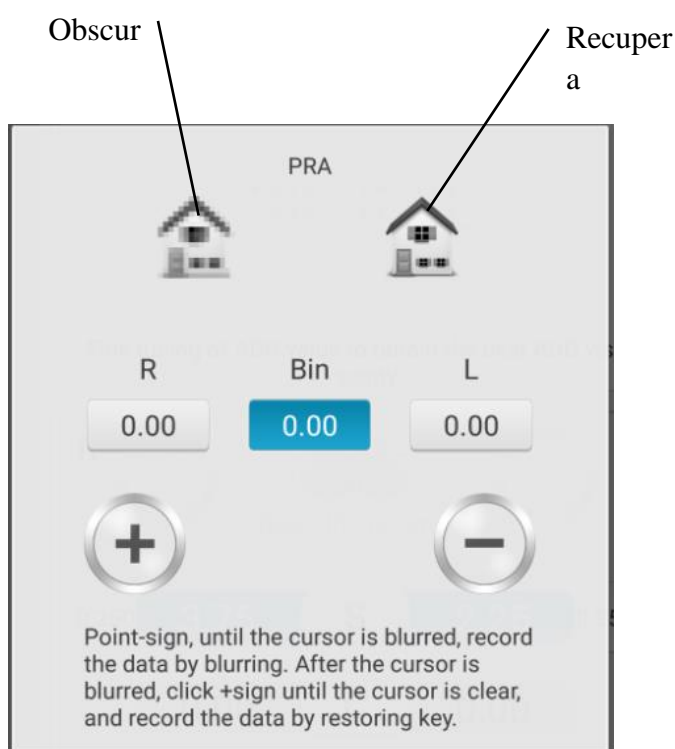 Obscur
Recuper
a
PRA
R Bin L
0.00 0.00 0.00
+ −
Point-sign, until the cursor is blurred, record
the data by blurring. After the cursor is
blurred, click +sign until the cursor is clear,
and record the data by restoring key.